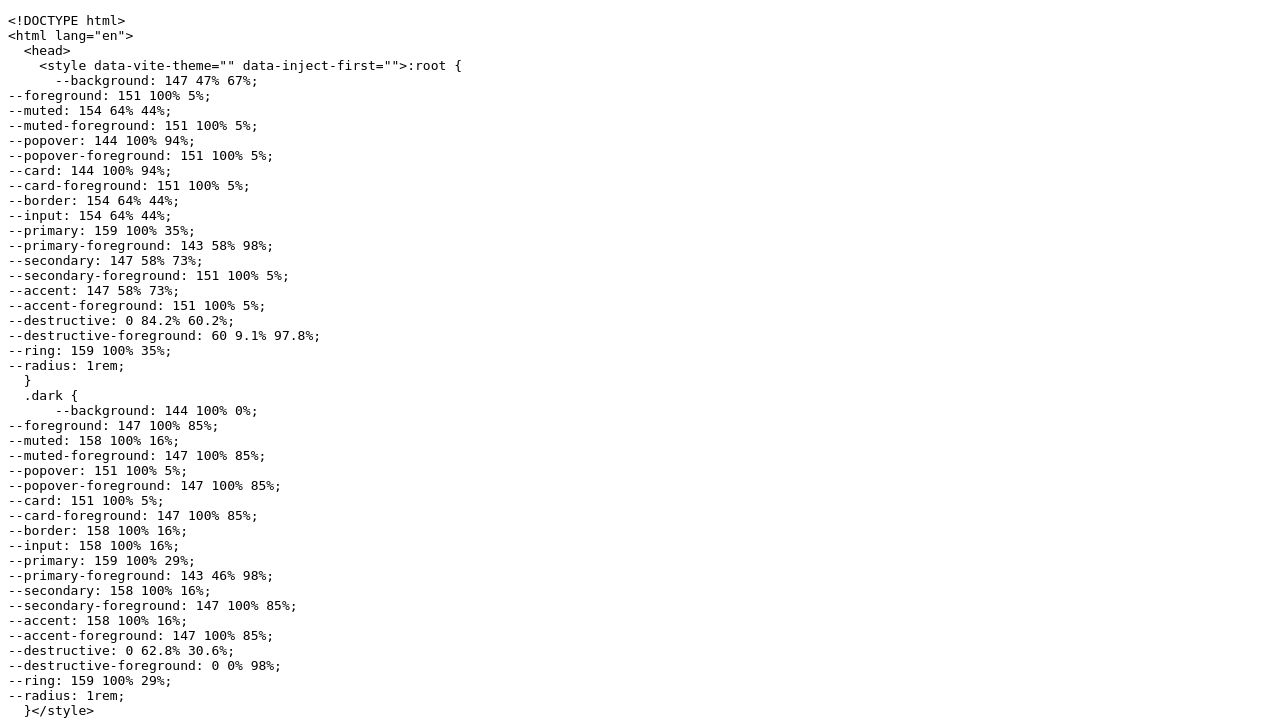 <!DOCTYPE html>
<html lang="en">
  <head>
    <style data-vite-theme="" data-inject-first="">:root {
      --background: 147 47% 67%;
--foreground: 151 100% 5%;
--muted: 154 64% 44%;
--muted-foreground: 151 100% 5%;
--popover: 144 100% 94%;
--popover-foreground: 151 100% 5%;
--card: 144 100% 94%;
--card-foreground: 151 100% 5%;
--border: 154 64% 44%;
--input: 154 64% 44%;
--primary: 159 100% 35%;
--primary-foreground: 143 58% 98%;
--secondary: 147 58% 73%;
--secondary-foreground: 151 100% 5%;
--accent: 147 58% 73%;
--accent-foreground: 151 100% 5%;
--destructive: 0 84.2% 60.2%;
--destructive-foreground: 60 9.1% 97.8%;
--ring: 159 100% 35%;
--radius: 1rem;
  }
  .dark {
      --background: 144 100% 0%;
--foreground: 147 100% 85%;
--muted: 158 100% 16%;
--muted-foreground: 147 100% 85%;
--popover: 151 100% 5%;
--popover-foreground: 147 100% 85%;
--card: 151 100% 5%;
--card-foreground: 147 100% 85%;
--border: 158 100% 16%;
--input: 158 100% 16%;
--primary: 159 100% 29%;
--primary-foreground: 143 46% 98%;
--secondary: 158 100% 16%;
--secondary-foreground: 147 100% 85%;
--accent: 158 100% 16%;
--accent-foreground: 147 100% 85%;
--destructive: 0 62.8% 30.6%;
--destructive-foreground: 0 0% 98%;
--ring: 159 100% 29%;
--radius: 1rem;
  }</style>